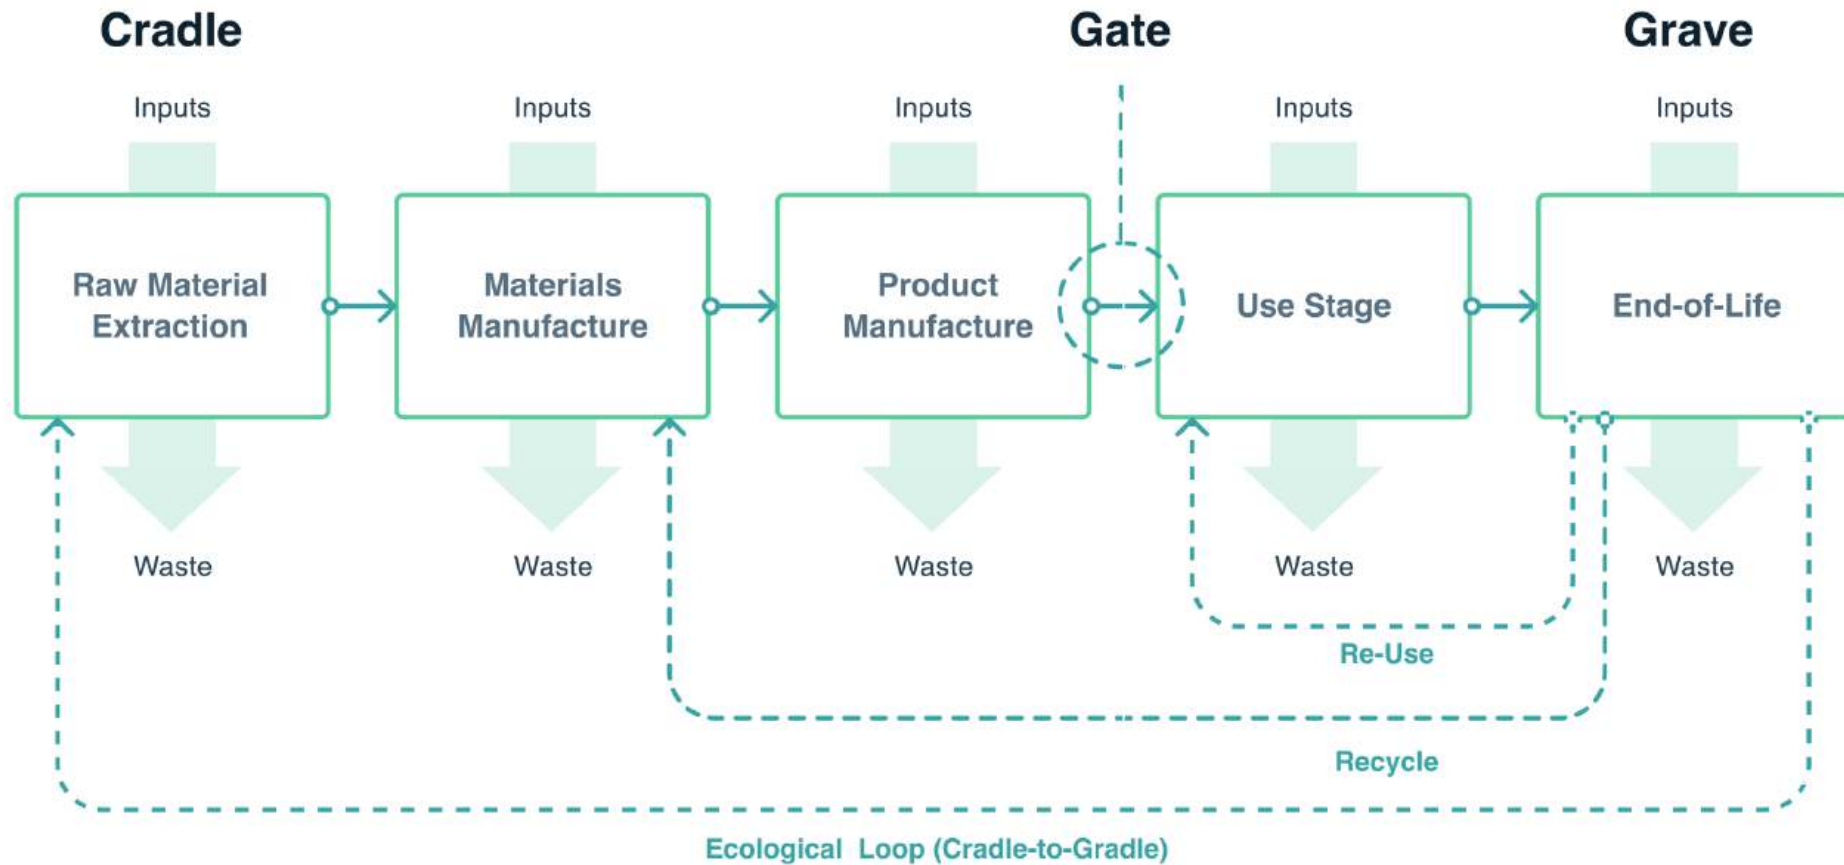 Cradle
Gate
Grave
Inputs
Inputs
Inputs
Inputs
Inputs
Raw Material
Extraction
Materials
Manufacture
Product
Manufacture
Use Stage
End-of-Life
Waste
Waste
Waste
Waste
Waste
Re-Use
Recycle
Ecological Loop (Cradle-to-Gradle)